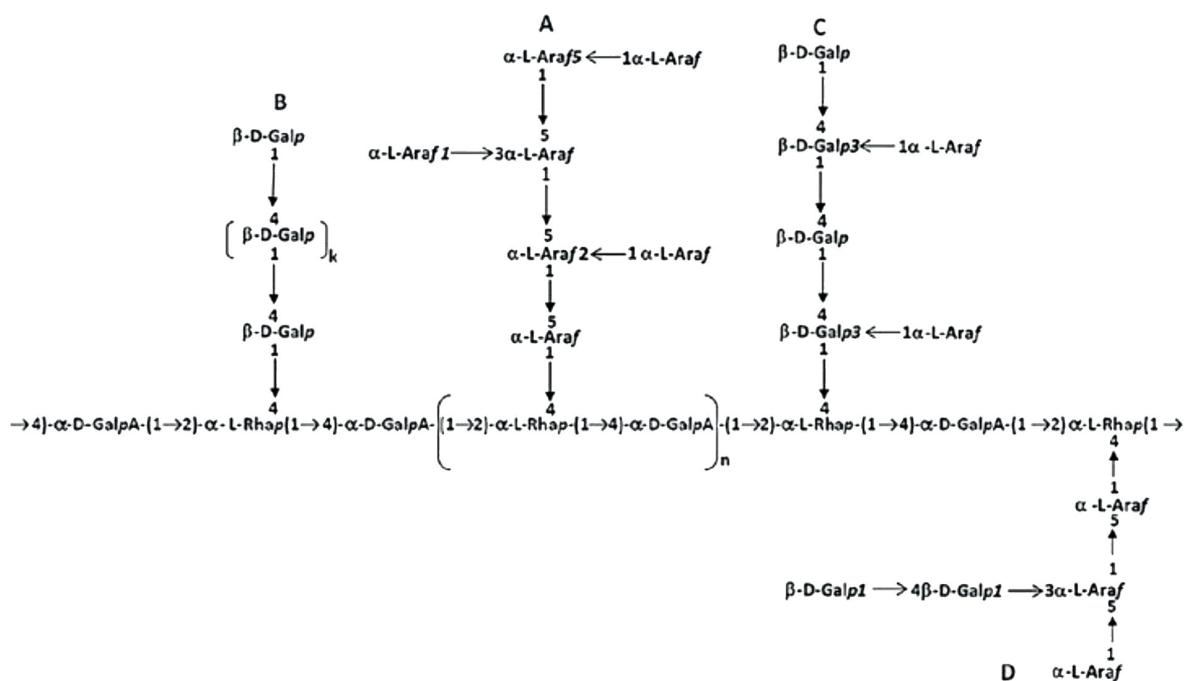 A
C
α-L-Araf5 ← 1α-L-Araf
β-D-Galp
1
1
B
β-D-Galp
5
4
α-L-Araf 1 → 3α-L-Araf
β-D-Galp3 ← 1α -L-Araf
1
1
1
4
5
4
( β-D-Galp )k
α-L-Araf 2 ← 1 α-L-Araf
β-D-Galp
1
1
1
4
5
4
β-D-Galp
α-L-Araf
β-D-Galp3 ← 1α-L-Araf
1
1
1
4
4
4
→ 4)-α-D-GalpA-(1→2)-α -L-Rhap(1→ 4)-α-D-GalpA-((1→2)-α-L-Rhap-(1→4)-α-D-GalpA)n-(1→2)-α-L-Rhap-(1→4)-α-D-GalpA-(1 →2)α-L-Rhap(1 →
4
1
α -L-Araf
5
1
β-D-Galp1 → 4β-D-Galp1 → 3α-L-Araf
5
1
D α-L-Araf